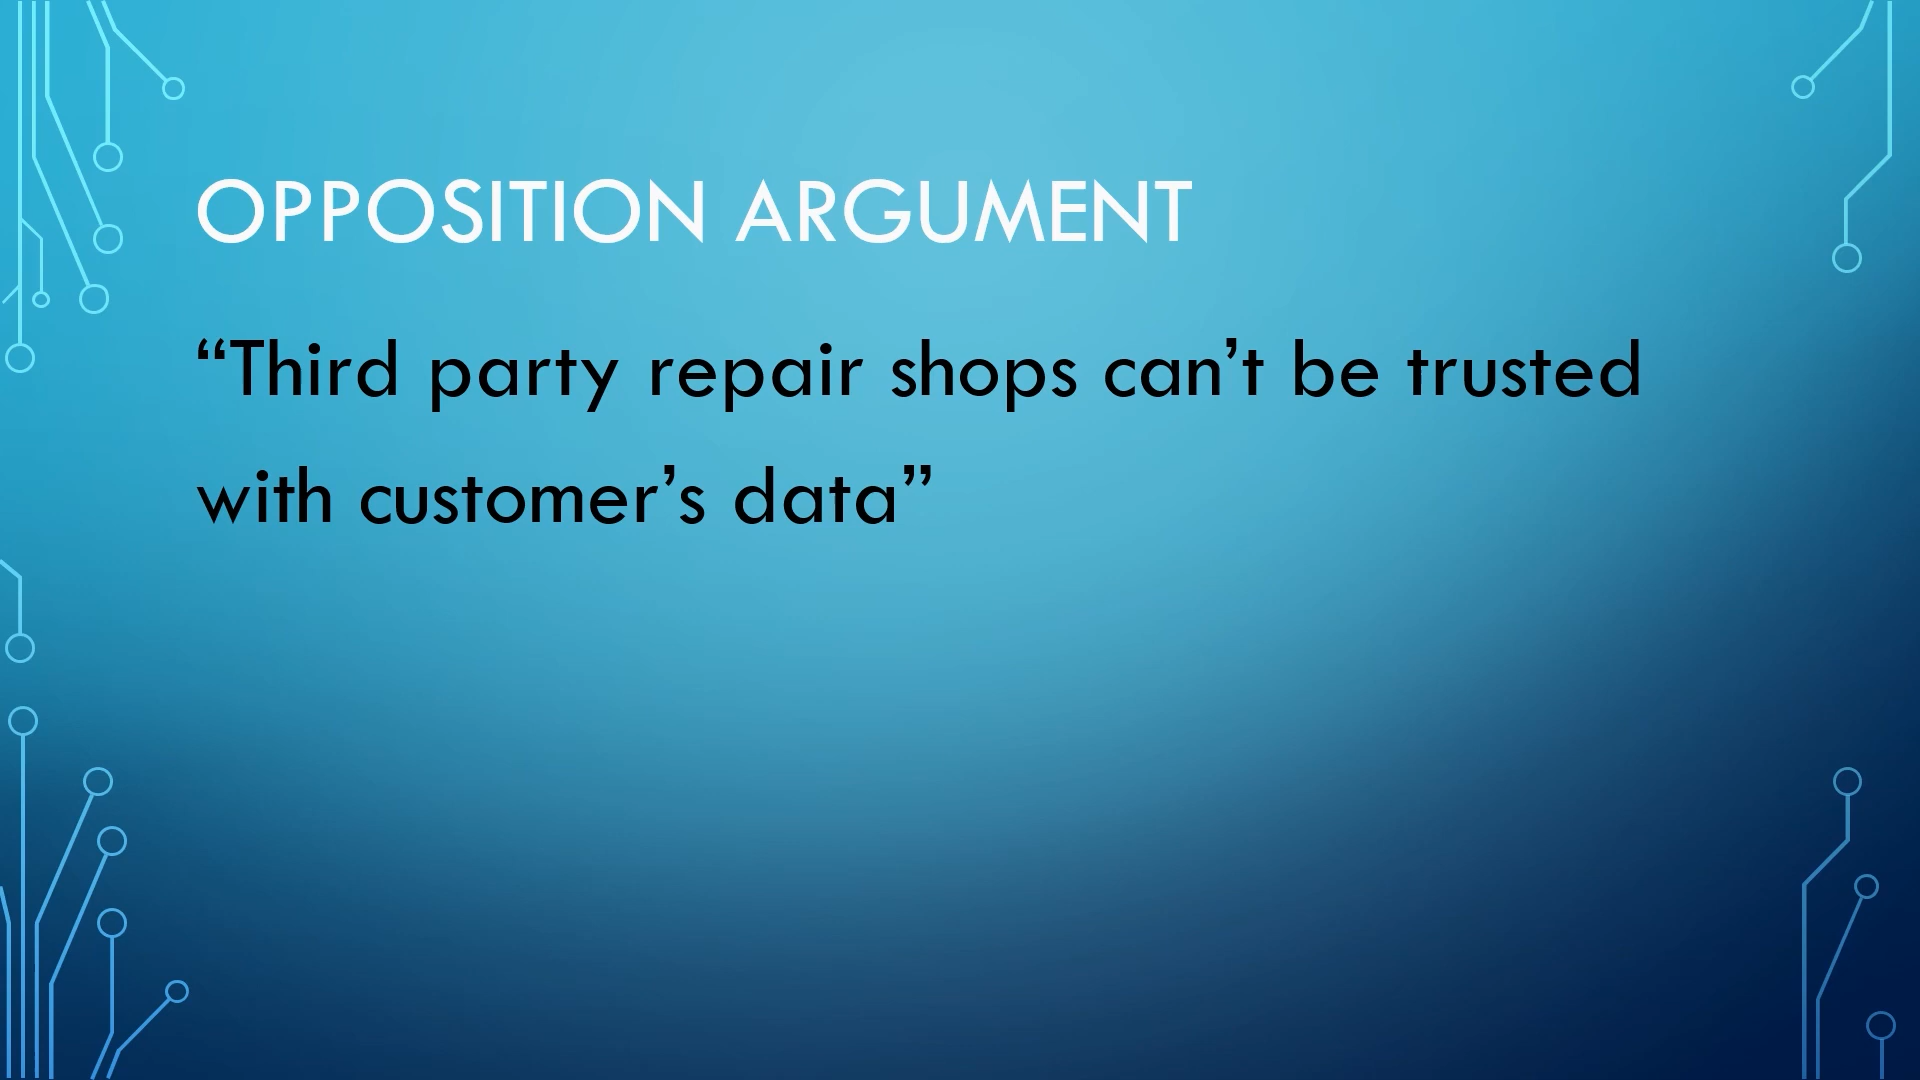 OPPOSITION ARGUMENT
“Third party repair shops can’t be trusted
with customer’s data”